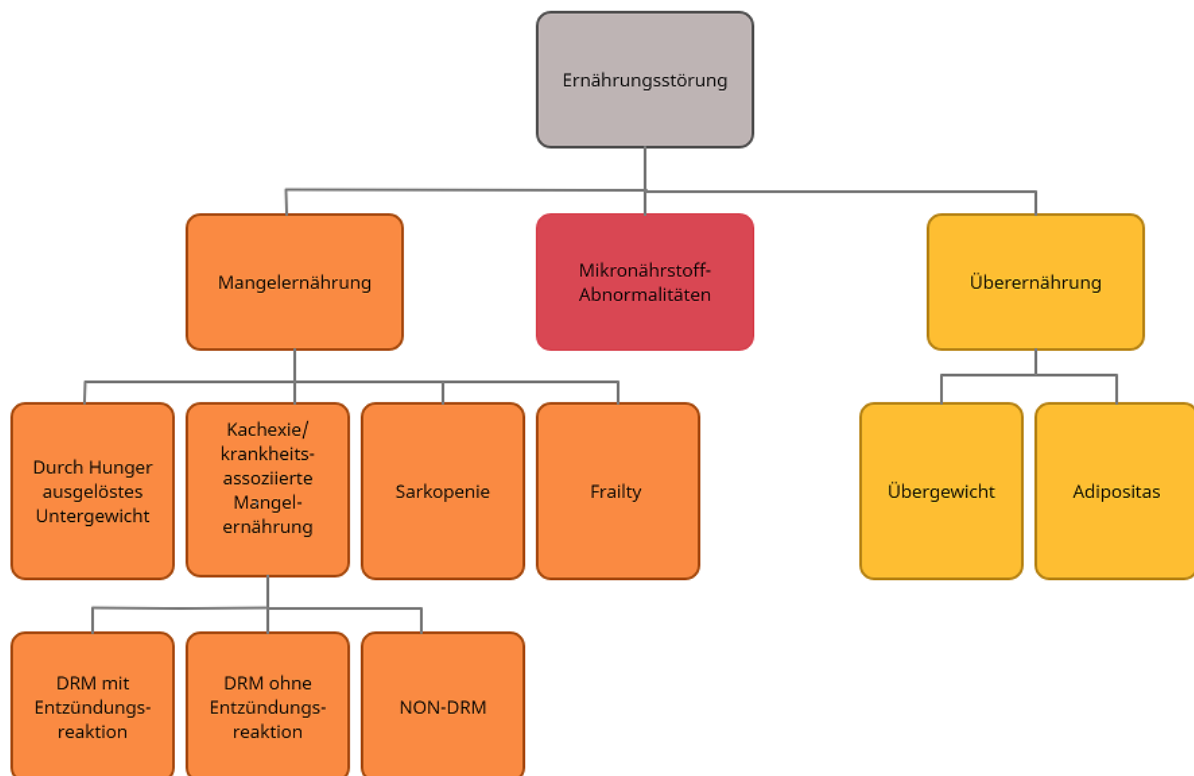 Ernährungsstörung
Mangelernährung
Mikronährstoff-
Abnormalitäten
Überernährung
Durch Hunger
ausgelöstes
Untergewicht
Kachexie/
krankheits-
assoziierte
Mangel-
ernährung
Sarkopenie
Frailty
Übergewicht
Adipositas
DRM mit
Entzündungs-
reaktion
DRM ohne
Entzündungs-
reaktion
NON-DRM